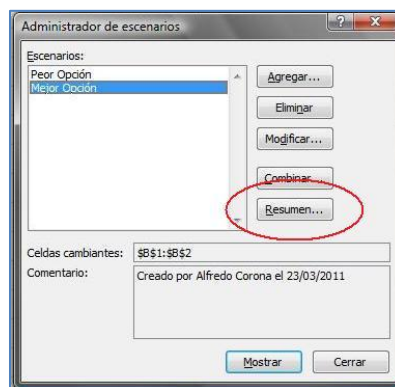 Administrador de escenarios
Escenarios:
Peor Opción
Mejor Opción
Agregar...
Eliminar
Modificar...
Combinar...
Resumen...
Celdas cambiantes: $B$1:$B$2
Comentario: Creado por Alfredo Corona el 23/03/2011
Mostrar Cerrar